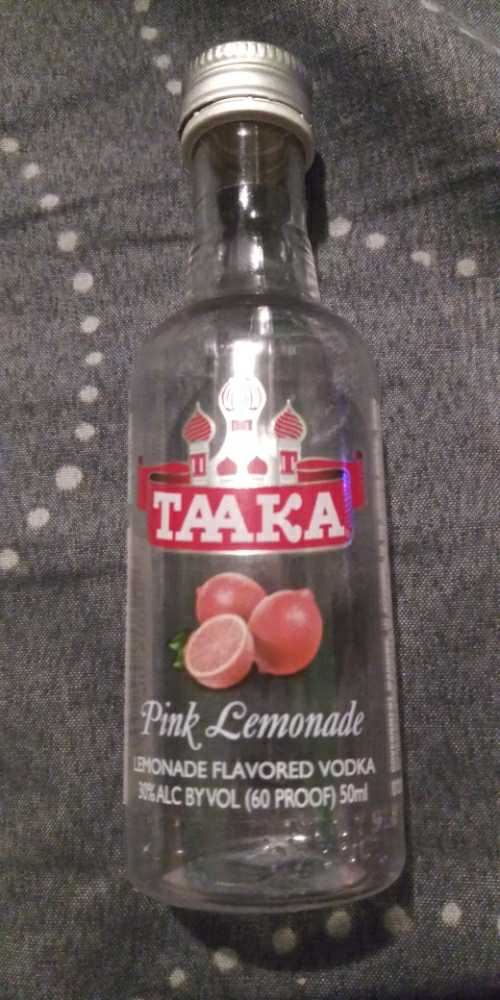 T T
TAAKA
Pink Lemonade
LEMONADE FLAVORED VODKA
30% ALC BY VOL (60 PROOF) 50ml